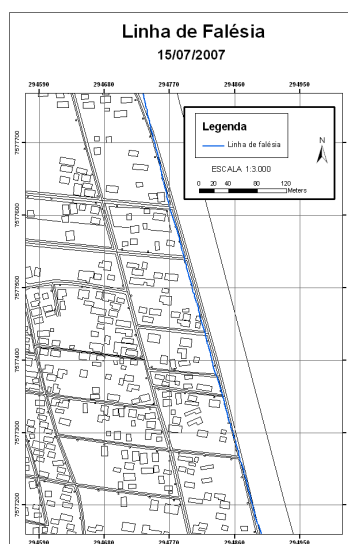 Linha de Falésia
15/07/2007
294590 294680 294770 294860 294950
7577700
7577600
7577500
7577400
7577300
7577200
Legenda
Linha de falésia
N
ESCALA 1:3.000
0 20 40 80 120
Meters
294590 294680 294770 294860 294950